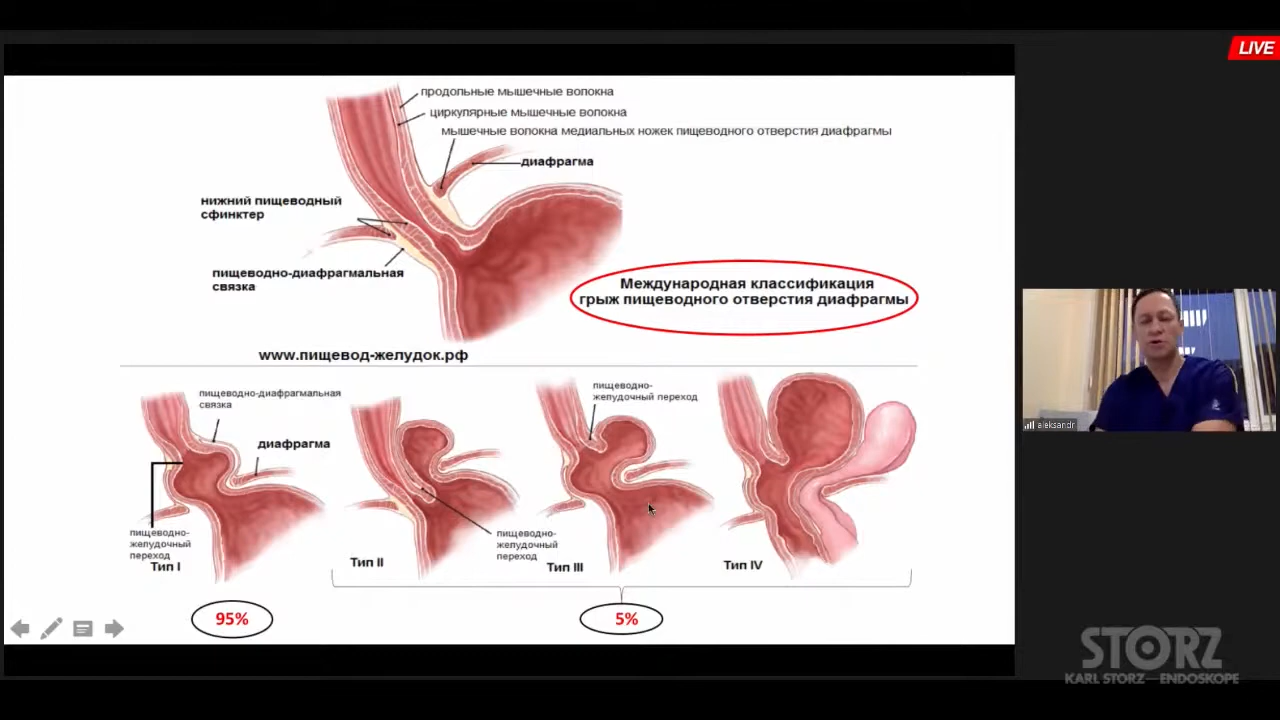 LIVE
продольные мышечные волокна
циркулярные мышечные волокна
мышечные волокна медиальных ножек пищеводного отверстия диафрагмы
диафрагма
нижний пищеводный
сфинктер
пищеводно-диафрагмальная
связка
Международная классификация
грыж пищеводного отверстия диафрагмы
www.пищевод-желудок.рф
пищеводно-диафрагмальная
связка
диафрагма
пищеводно-
желудочный
переход
Тип I
Тип II
пищеводно-
желудочный
переход
пищеводно-
желудочный переход
Тип III
Тип IV
95%
5%
aleksandr
STORZ
KARL STORZ—ENDOSKOPE